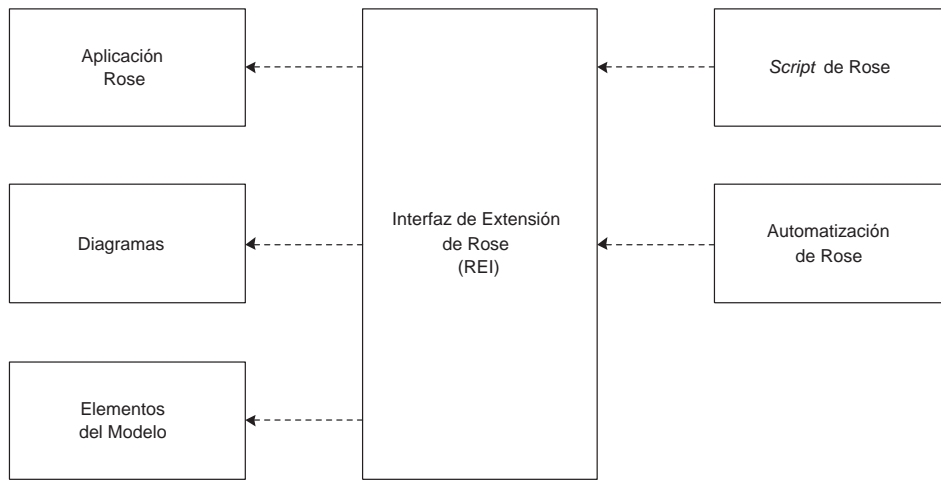 Aplicación
Rose
Script de Rose
Diagramas
Interfaz de Extensión
de Rose
(REI)
Automatización
de Rose
Elementos
del Modelo